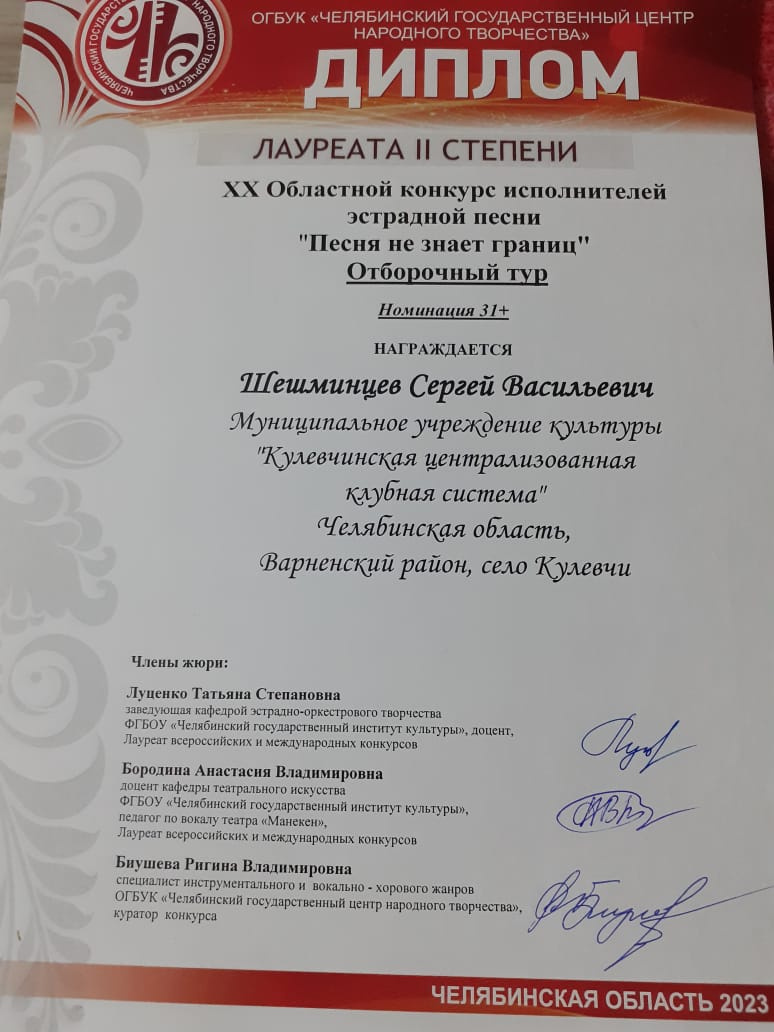 ОГБУК «ЧЕЛЯБИНСКИЙ ГОСУДАРСТВЕННЫЙ ЦЕНТР
НАРОДНОГО ТВОРЧЕСТВА»
ДИПЛОМ
ЛАУРЕАТА II СТЕПЕНИ
XX Областной конкурс исполнителей
эстрадной песни
"Песня не знает границ"
Отборочный тур
Номинация 31+
НАГРАЖДАЕТСЯ
Шешминцев Сергей Васильевич
Муниципальное учреждение культуры
"Кулевчинская централизованная
клубная система"
Челябинская область,
Варненский район, село Кулевчи
Члены жюри:
Луценко Татьяна Степановна
заведующая кафедрой эстрадно-оркестрового творчества
ФГБОУ «Челябинский государственный институт культуры», доцент,
Лауреат всероссийских и международных конкурсов
Бородина Анастасия Владимировна
доцент кафедры театрального искусства
ФГБОУ «Челябинский государственный институт культуры»,
педагог по вокалу театра «Манекен»,
Лауреат всероссийских и международных конкурсов
Биушева Ригина Владимировна
специалист инструментального и вокально - хорового жанров
ОГБУК «Челябинский государственный центр народного творчества»,
куратор конкурса
ЧЕЛЯБИНСКАЯ ОБЛАСТЬ 2023